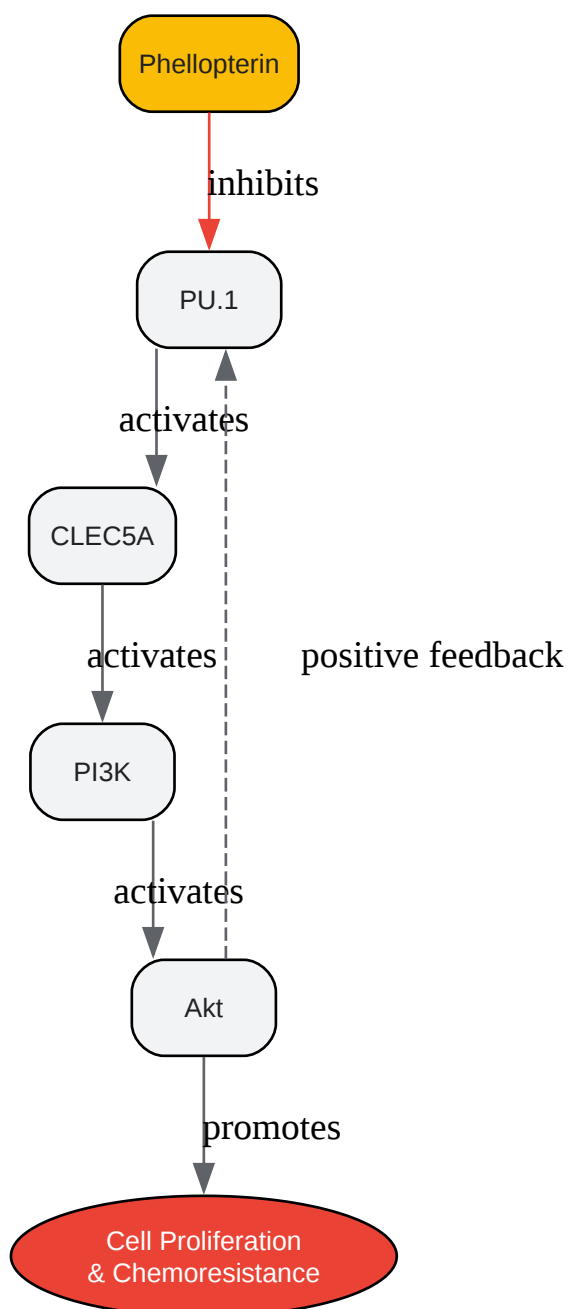 Phellopterin
inhibits
PU.1
activates
CLEC5A
activates
positive feedback
PI3K
activates
Akt
promotes
Cell Proliferation
& Chemoresistance